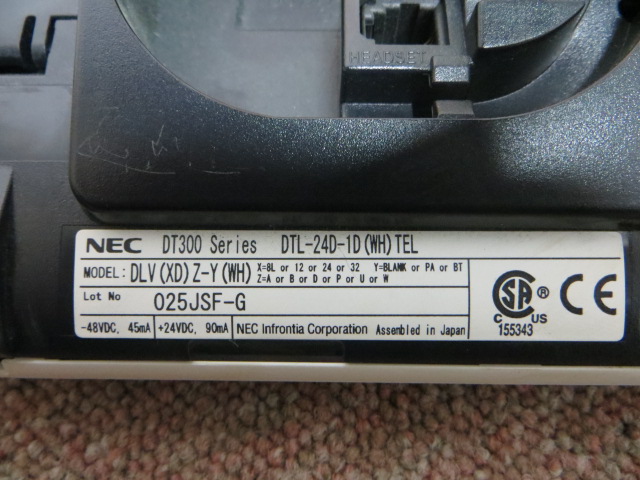 HEADSET
NEC DT300 Series DTL-24D-1D(WH)TEL
MODEL: DLV(XD)Z-Y(WH) X=8L or 12 or 24 or 32 Y=BLANK or PA or BT
Z=A or B or D or P or U or W
Lot No 025JSF-G
-48VDC, 45mA +24VDC, 90mA NEC Infrontia Corporation Assembled in Japan
SA ® CE
C US
155343